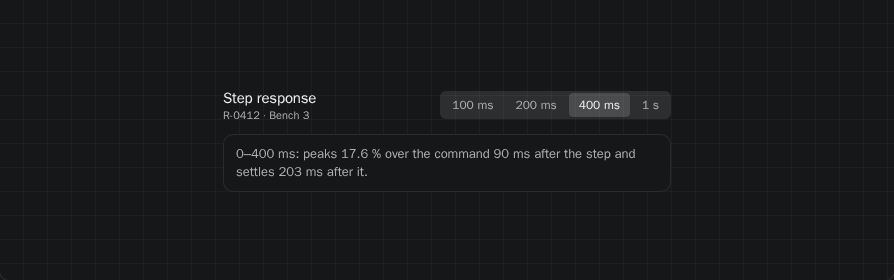 Step response
R-0412 · Bench 3
100 ms
200 ms
400 ms
1 s
0–400 ms: peaks 17.6 % over the command 90 ms after the step and
settles 203 ms after it.